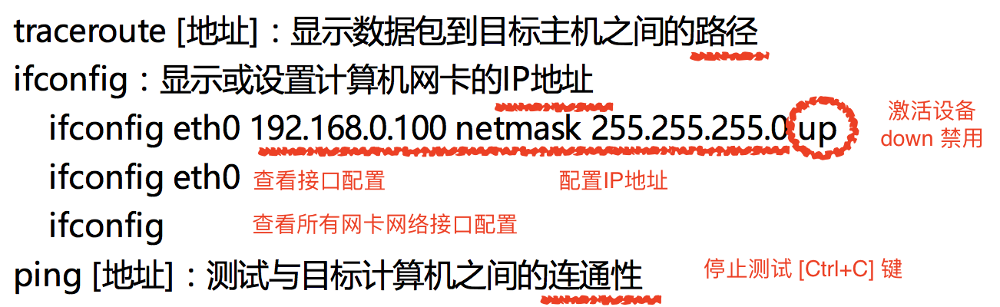 traceroute [地址]：显示数据包到目标主机之间的路径
ifconfig：显示或设置计算机网卡的IP地址
ifconfig eth0 192.168.0.100 netmask 255.255.255.0 up
激活设备
down 禁用
ifconfig eth0 查看接口配置 配置IP地址
ifconfig 查看所有网卡网络接口配置
ping [地址]：测试与目标计算机之间的连通性 停止测试 [Ctrl+C] 键